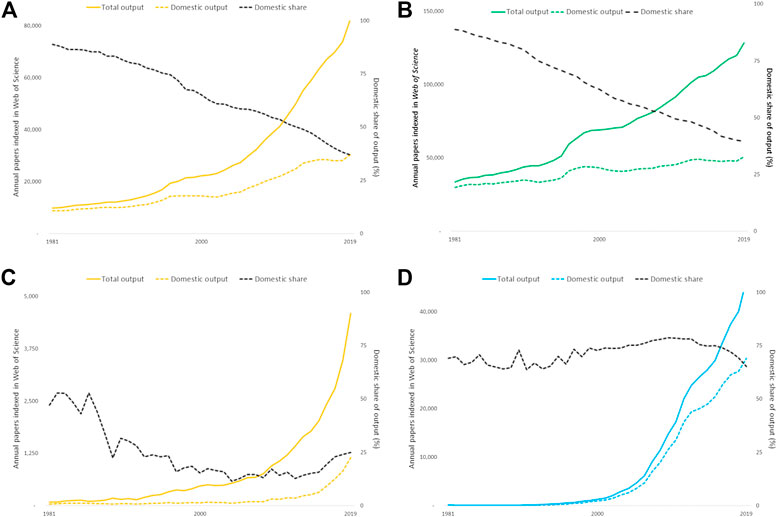 A
Total output Domestic output Domestic share
Annual papers indexed in Web of Science
80,000
60,000
40,000
20,000
-
100
75
50
25
0
Domestic share of output (%)
1981 2000 2019
B
Total output Domestic output Domestic share
Annual papers indexed in Web of Science
150,000
100,000
50,000
-
100
75
50
25
0
Domestic share of output (%)
1981 2000 2019
C
Total output Domestic output Domestic share
Annual papers indexed in Web of Science
5,000
3,750
2,500
1,250
-
100
75
50
25
0
Domestic share of output (%)
1981 2000 2019
D
Total output Domestic output Domestic share
Annual papers indexed in Web of Science
40,000
30,000
20,000
10,000
-
100
75
50
25
0
Domestic share of output (%)
1981 2000 2019